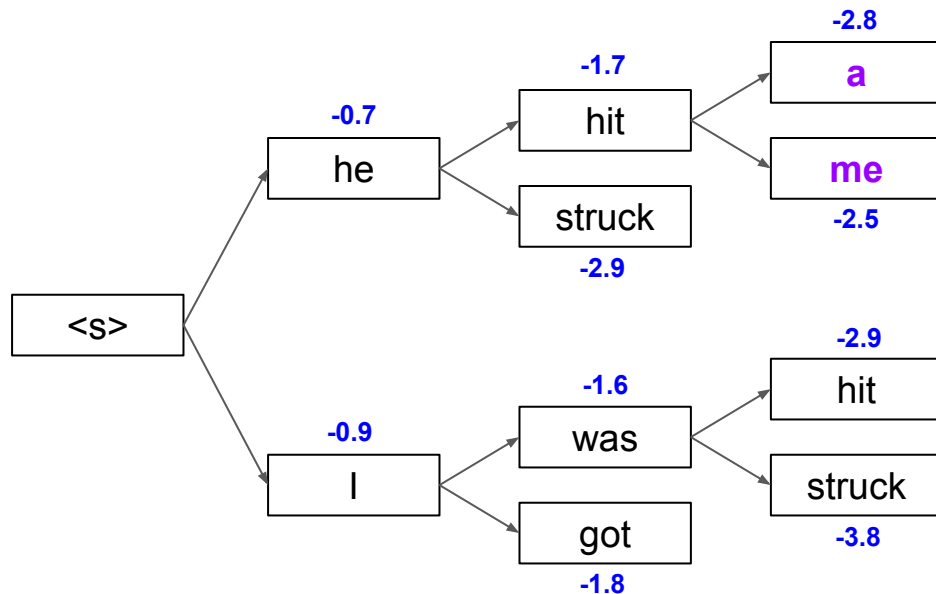 -2.8
a
-1.7
hit
-0.7
he
me
-2.5
struck
-2.9
<s>
-2.9
hit
-1.6
was
-0.9
I
struck
-3.8
got
-1.8